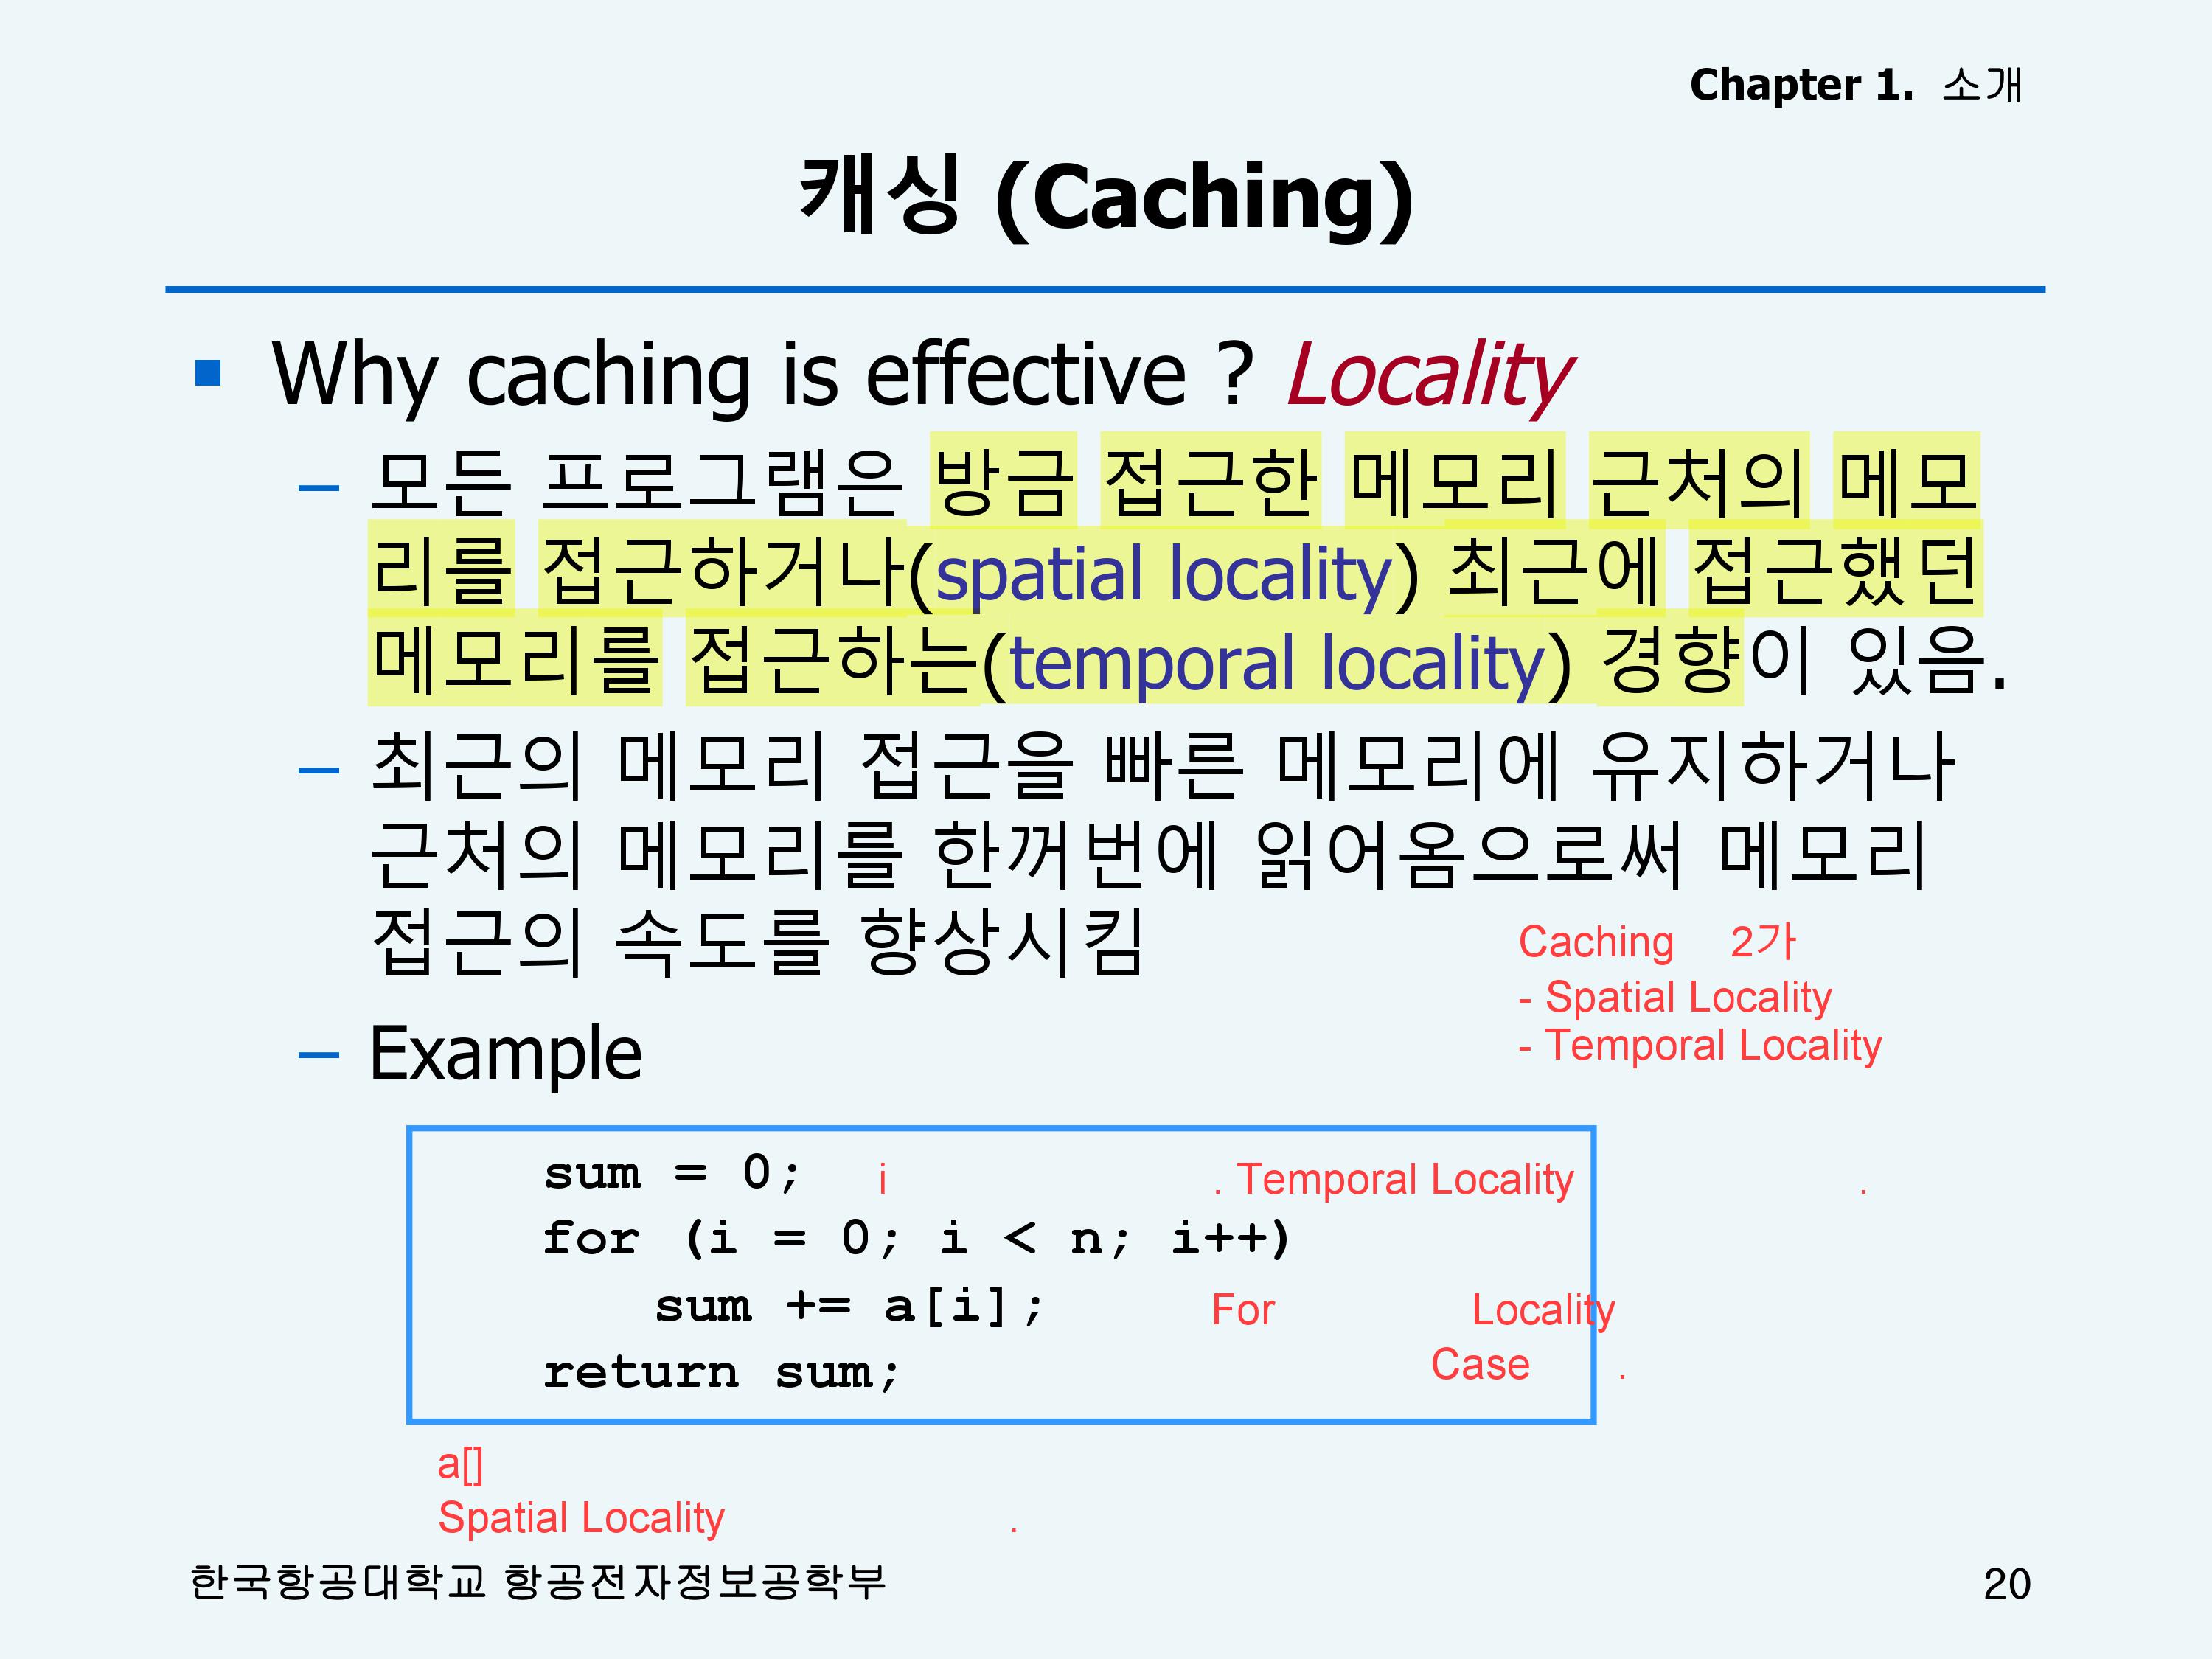 Chapter 1. 소개
캐싱 (Caching)
Why caching is effective ? Locality
– 모든 프로그램은 방금 접근한 메모리 근처의 메모
리를 접근하거나(spatial locality) 최근에 접근했던
메모리를 접근하는(temporal locality) 경향이 있음.
– 최근의 메모리 접근을 빠른 메모리에 유지하거나
근처의 메모리를 한꺼번에 읽어옴으로써 메모리
접근의 속도를 향상시킴
Caching 2가
- Spatial Locality
- Temporal Locality
– Example
sum = 0;
i . Temporal Locality .
for (i = 0; i < n; i++)
sum += a[i];
For Locality
return sum;
Case .
a[]
Spatial Locality .
한국항공대학교 항공전자정보공학부
20